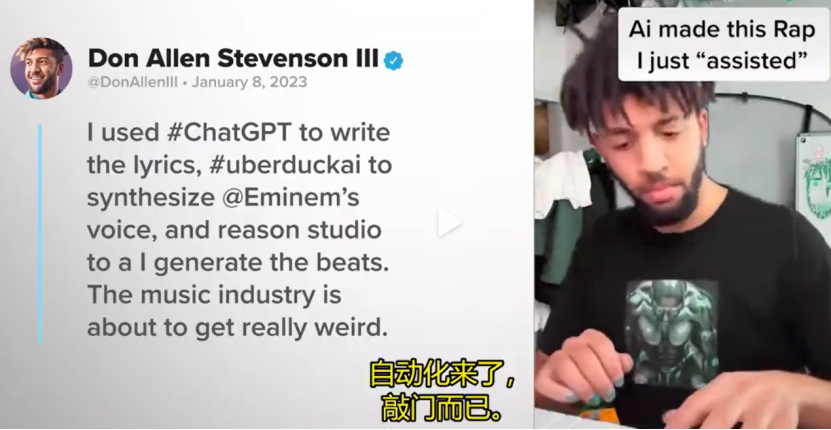 Don Allen Stevenson III
@DonAllenIII • January 8, 2023
I used #ChatGPT to write
the lyrics, #uberduckai to
synthesize @Eminem's
voice, and reason studio
to a I generate the beats.
The music industry is
about to get really weird.
Ai made this Rap
I just "assisted"
自动化来了，
敲门而已。